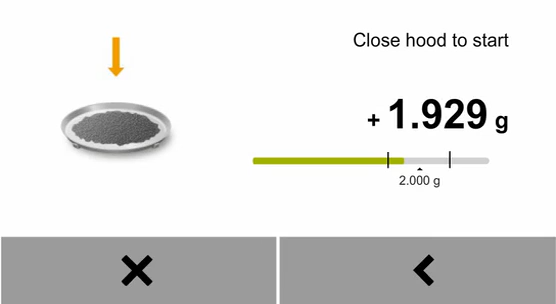 Close hood to start
+ 1.929 g
2.000 g